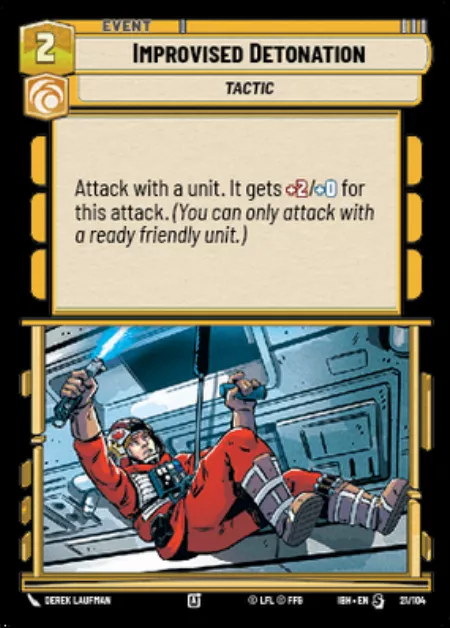 EVENT
2
IMPROVISED DETONATION
TACTIC
Attack with a unit. It gets +2/+0 for
this attack. (You can only attack with
a ready friendly unit.)
DEREK LAUFMAN
A
© LFL © FFG
IBH•EN
21/104